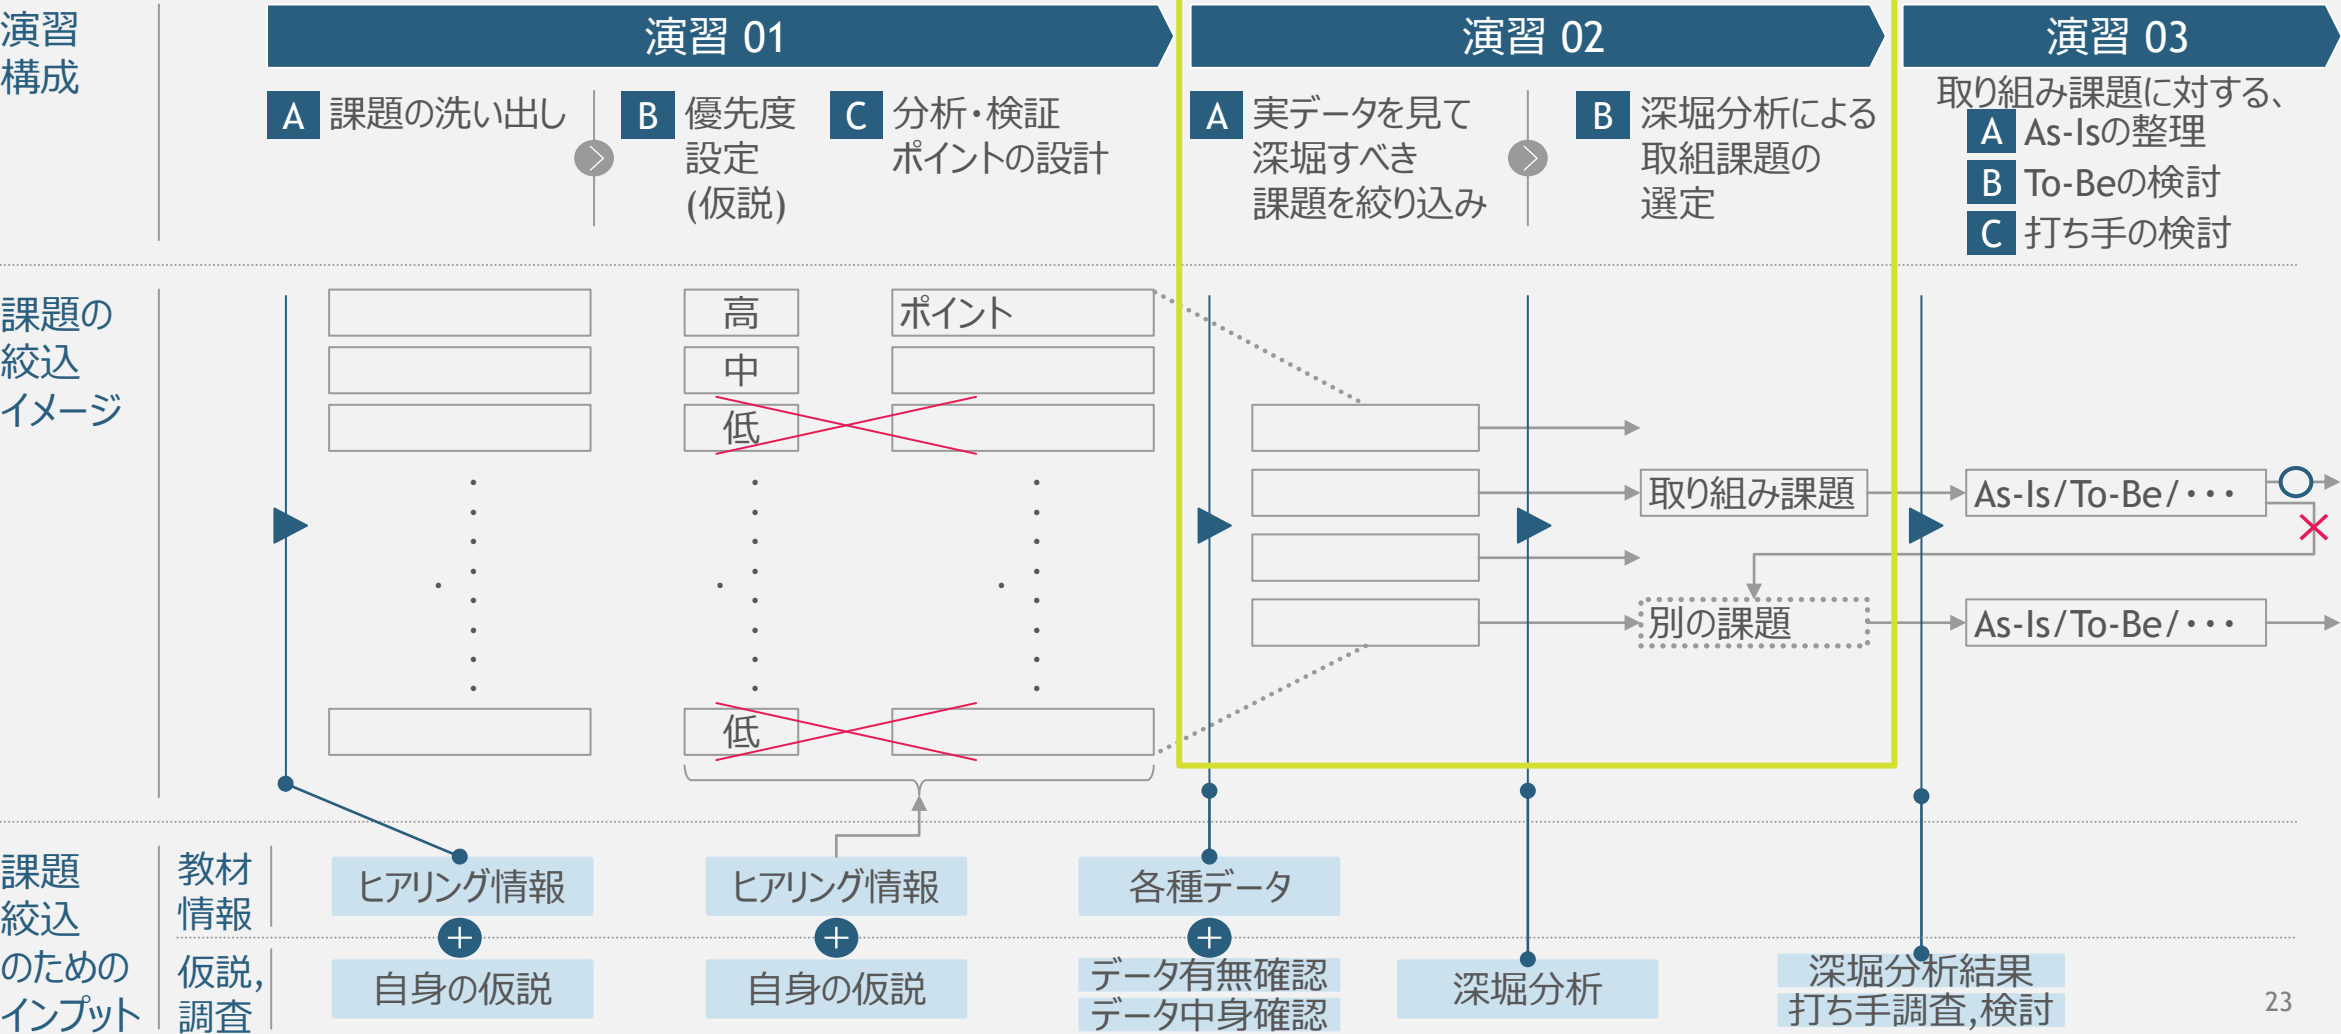 演習
構成
演習 01
演習 02
演習 03
A 課題の洗い出し
B 優先度
設定
(仮説)
C 分析・検証
ポイントの設計
A 実データを見て
深堀すべき
課題を絞り込み
B 深堀分析による
取組課題の
選定
取り組み課題に対する、
A As-Isの整理
B To-Beの検討
C 打ち手の検討
課題の
絞込
イメージ
高
ポイント
中
低
低
取り組み課題
As-Is/To-Be/・・・
別の課題
As-Is/To-Be/・・・
課題
絞込
のための
インプット
教材
情報
ヒアリング情報
ヒアリング情報
各種データ
仮説,
調査
自身の仮説
自身の仮説
データ有無確認
データ中身確認
深堀分析
深堀分析結果
打ち手調査,検討
23